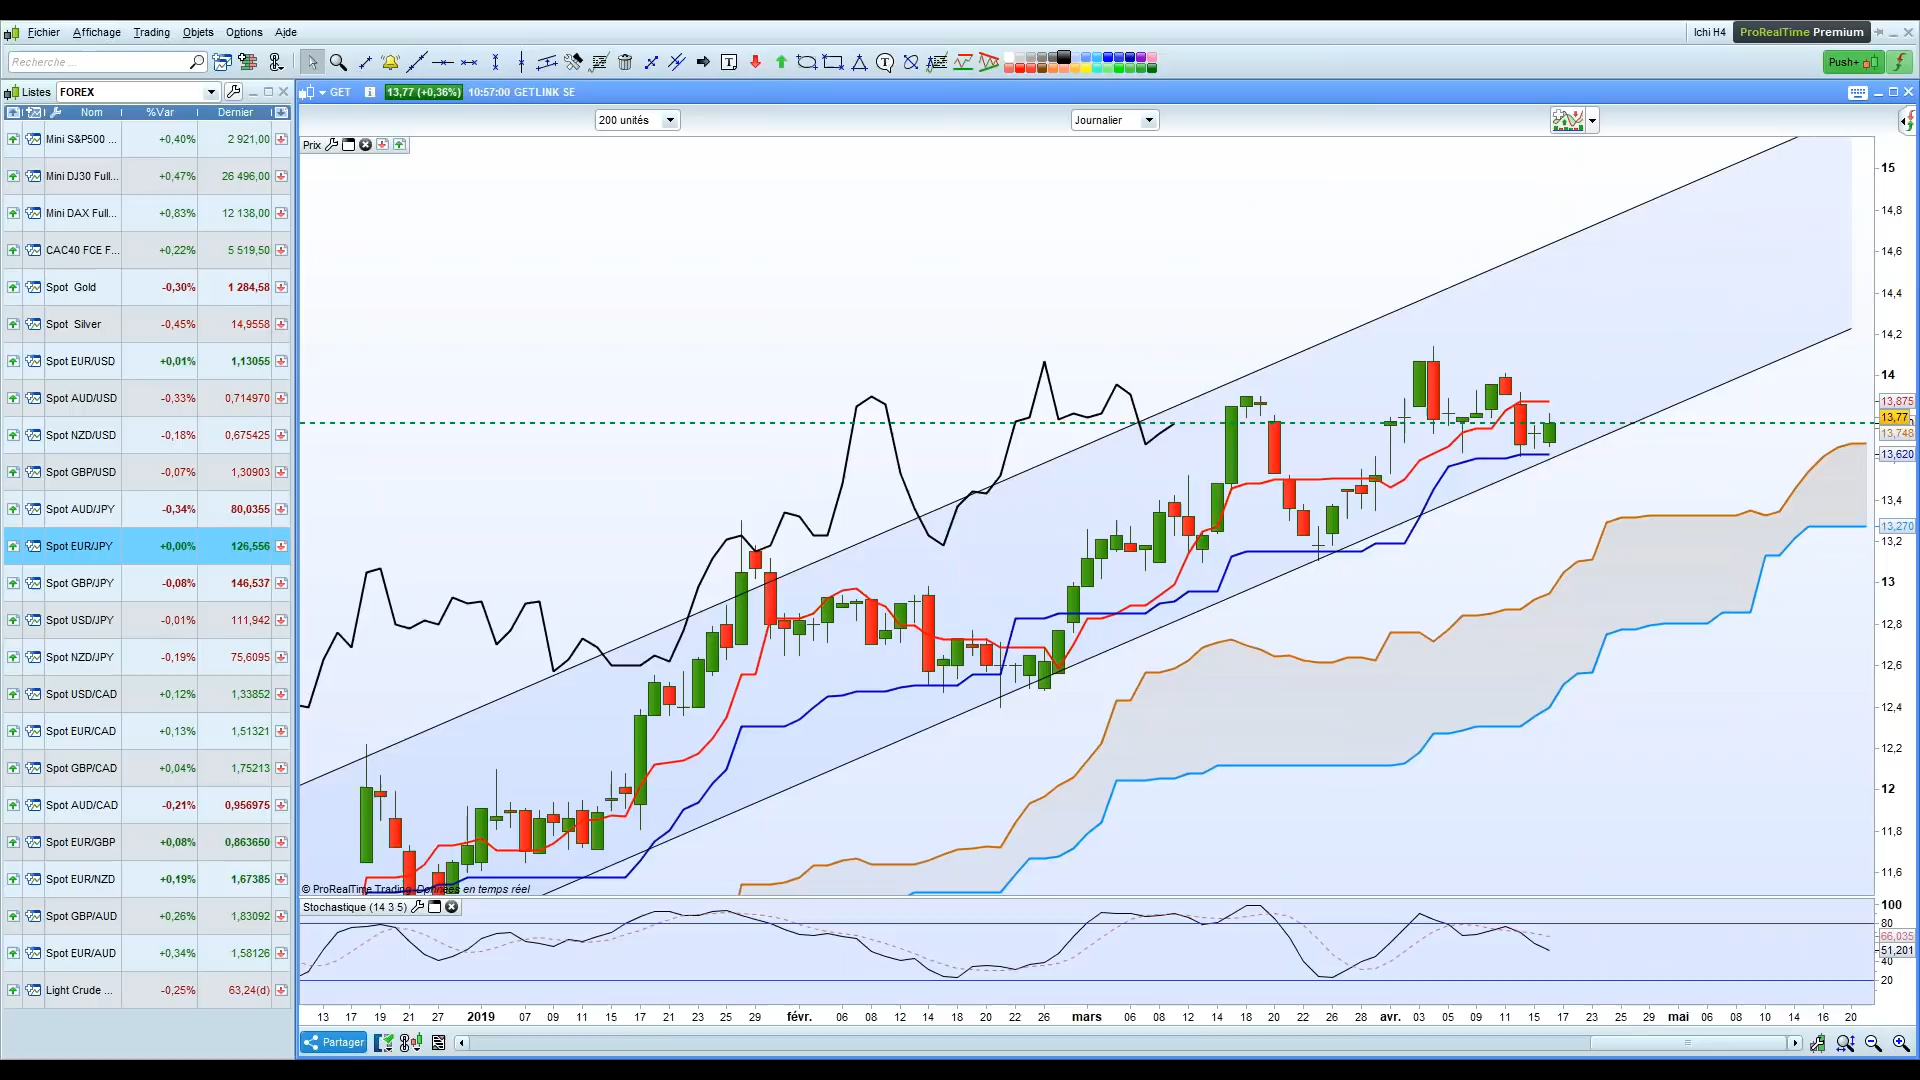 Fichier Affichage Trading Objets Options Aide
Ichi H4 ProRealTime Premium
Recherche ...
Push+
Listes FOREX
GET 13,77 (+0,36%) 10:57:00 GETLINK SE
Nom %Var Dernier
200 unités Journalier
Mini S&P500 ... +0,40% 2 921,00
Mini DJ30 Full... +0,47% 26 496,00
Mini DAX Full... +0,83% 12 138,00
CAC40 FCE F... +0,22% 5 519,50
Spot Gold -0,30% 1 284,58
Spot Silver -0,45% 14,9558
Spot EUR/USD +0,01% 1,13055
Spot AUD/USD -0,33% 0,714970
Spot NZD/USD -0,18% 0,675425
Spot GBP/USD -0,07% 1,30903
Spot AUD/JPY -0,34% 80,0355
Spot EUR/JPY +0,00% 126,556
Spot GBP/JPY -0,08% 146,537
Spot USD/JPY -0,01% 111,942
Spot NZD/JPY -0,19% 75,6095
Spot USD/CAD +0,12% 1,33852
Spot EUR/CAD +0,13% 1,51321
Spot GBP/CAD +0,04% 1,75213
Spot AUD/CAD -0,21% 0,956975
Spot EUR/GBP +0,08% 0,863650
Spot EUR/NZD +0,19% 1,67385
Spot GBP/AUD +0,26% 1,83092
Spot EUR/AUD +0,34% 1,58126
Light Crude ... -0,25% 63,24(d)
Prix
15
14,8
14,6
14,4
14,2
14
13,875
13,77
13,748
13,620
13,4
13,270
13,2
13
12,8
12,6
12,4
12,2
12
11,8
11,6
© ProRealTime Trading Données en temps réel
Stochastique (14 3 5)
100
80
66,035
51,201
40
20
13 17 19 21 27 2019 07 09 11 15 17 21 23 25 29 févr. 06 08 12 14 18 20 22 26 mars 06 08 12 14 18 20 22 26 28 avr. 03 05 09 11 15 17 23 25 29 mai 06 08 10 14 16 20
Partager